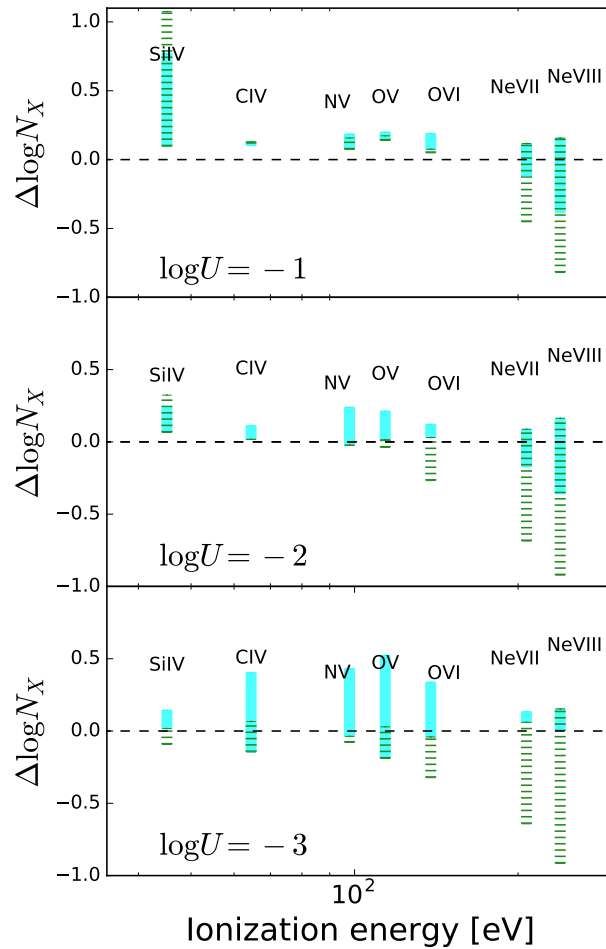 1.0
SiIV
CIV
NV
OV
OVI
NeVII
NeVIII
0.5
0.0
−0.5
−1.0
ΔlogN_X
logU = −1
SiIV
CIV
NV
OV
OVI
NeVII
NeVIII
0.5
0.0
−0.5
−1.0
ΔlogN_X
logU = −2
SiIV
CIV
NV
OV
OVI
NeVII
NeVIII
0.5
0.0
−0.5
−1.0
ΔlogN_X
logU = −3
10^2
Ionization energy [eV]